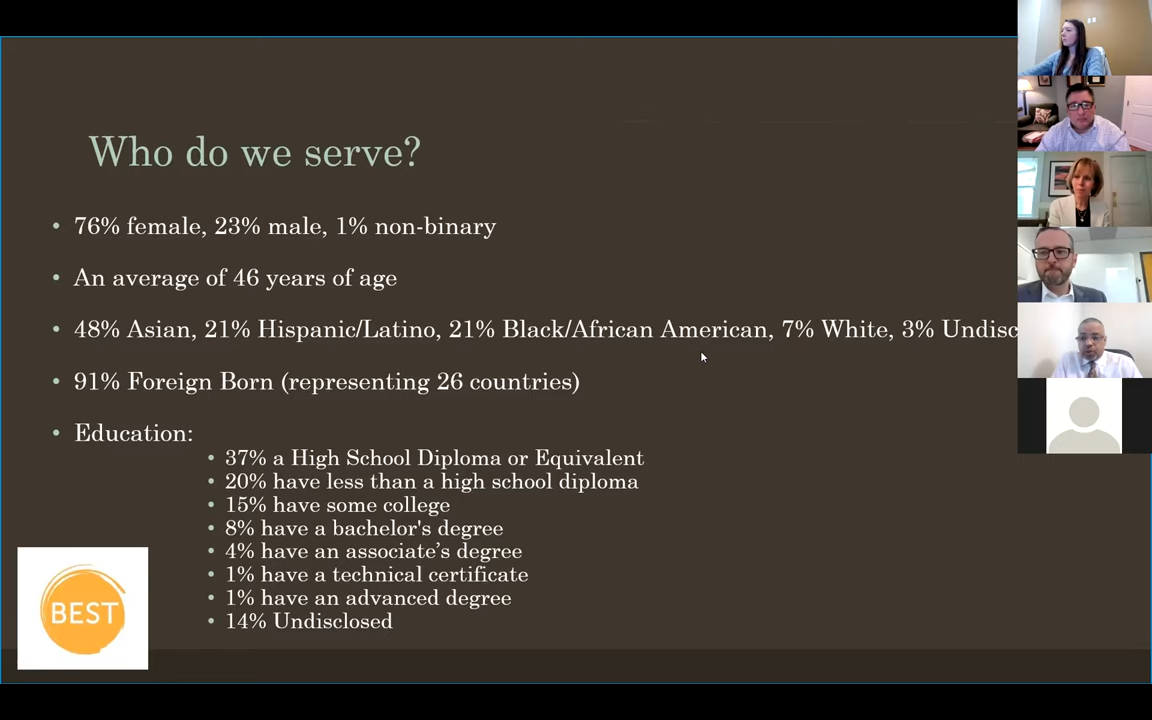 Who do we serve?
• 76% female, 23% male, 1% non-binary
• An average of 46 years of age
• 48% Asian, 21% Hispanic/Latino, 21% Black/African American, 7% White, 3% Undisc
• 91% Foreign Born (representing 26 countries)
• Education:
• 37% a High School Diploma or Equivalent
• 20% have less than a high school diploma
• 15% have some college
• 8% have a bachelor's degree
• 4% have an associate’s degree
• 1% have a technical certificate
• 1% have an advanced degree
• 14% Undisclosed
BEST